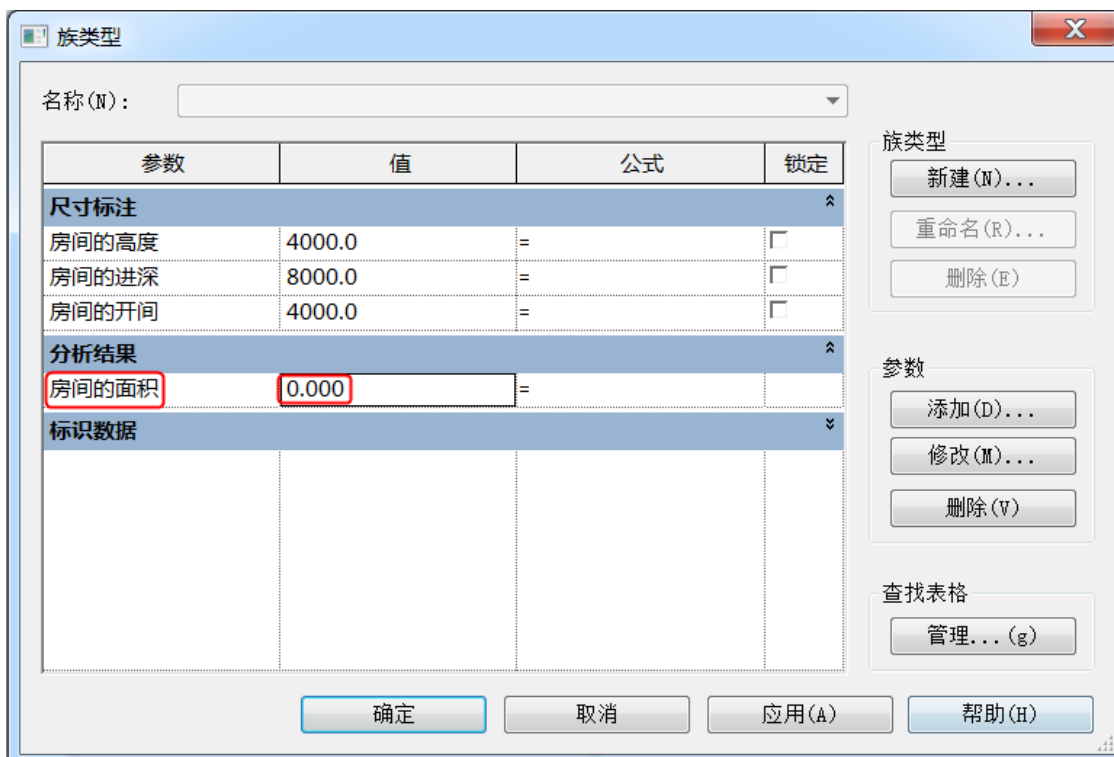 族类型
名称(N):
参数 值 公式 锁定
尺寸标注
房间的高度 4000.0 =
房间的进深 8000.0 =
房间的开间 4000.0 =
分析结果
房间的面积 0.000 =
标识数据
族类型
新建(N)...
重命名(R)...
删除(E)
参数
添加(D)...
修改(M)...
删除(V)
查找表格
管理...(g)
确定 取消 应用(A) 帮助(H)